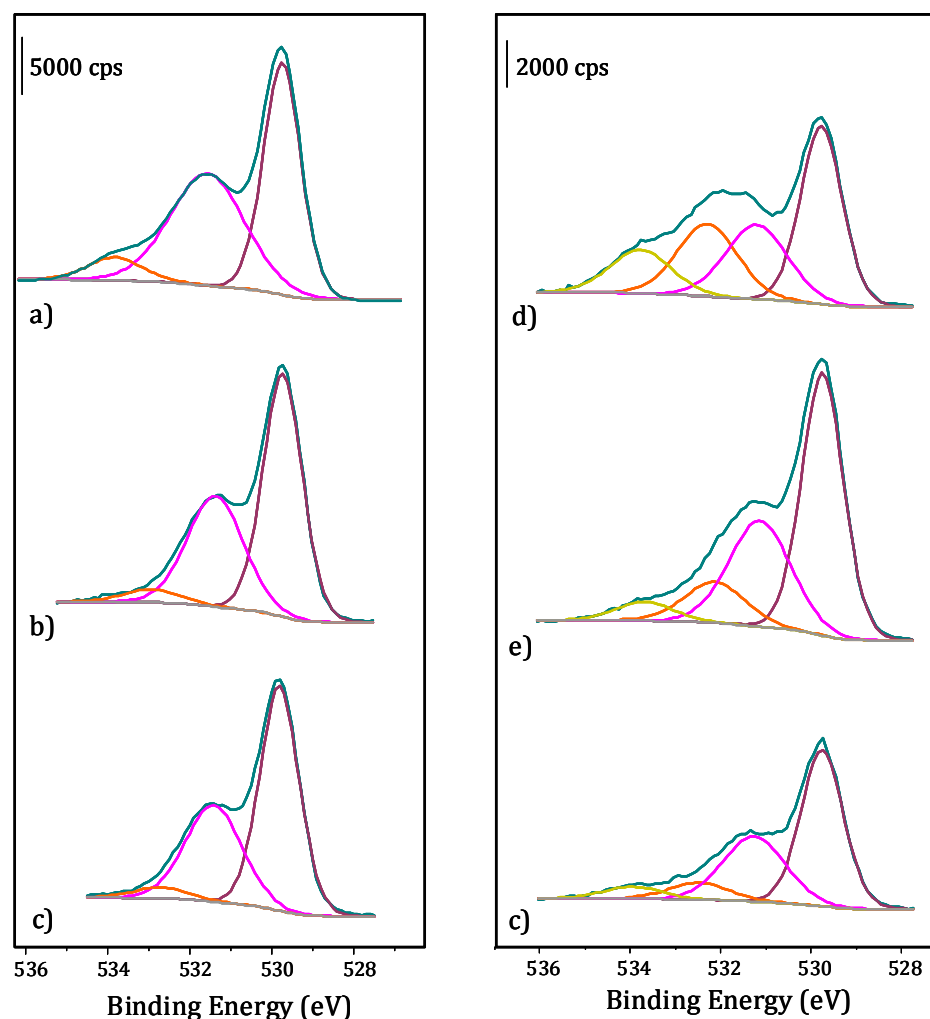 5000 cps
a)
b)
c)
536 534 532 530 528
Binding Energy (eV)
2000 cps
d)
e)
c)
536 534 532 530 528
Binding Energy (eV)